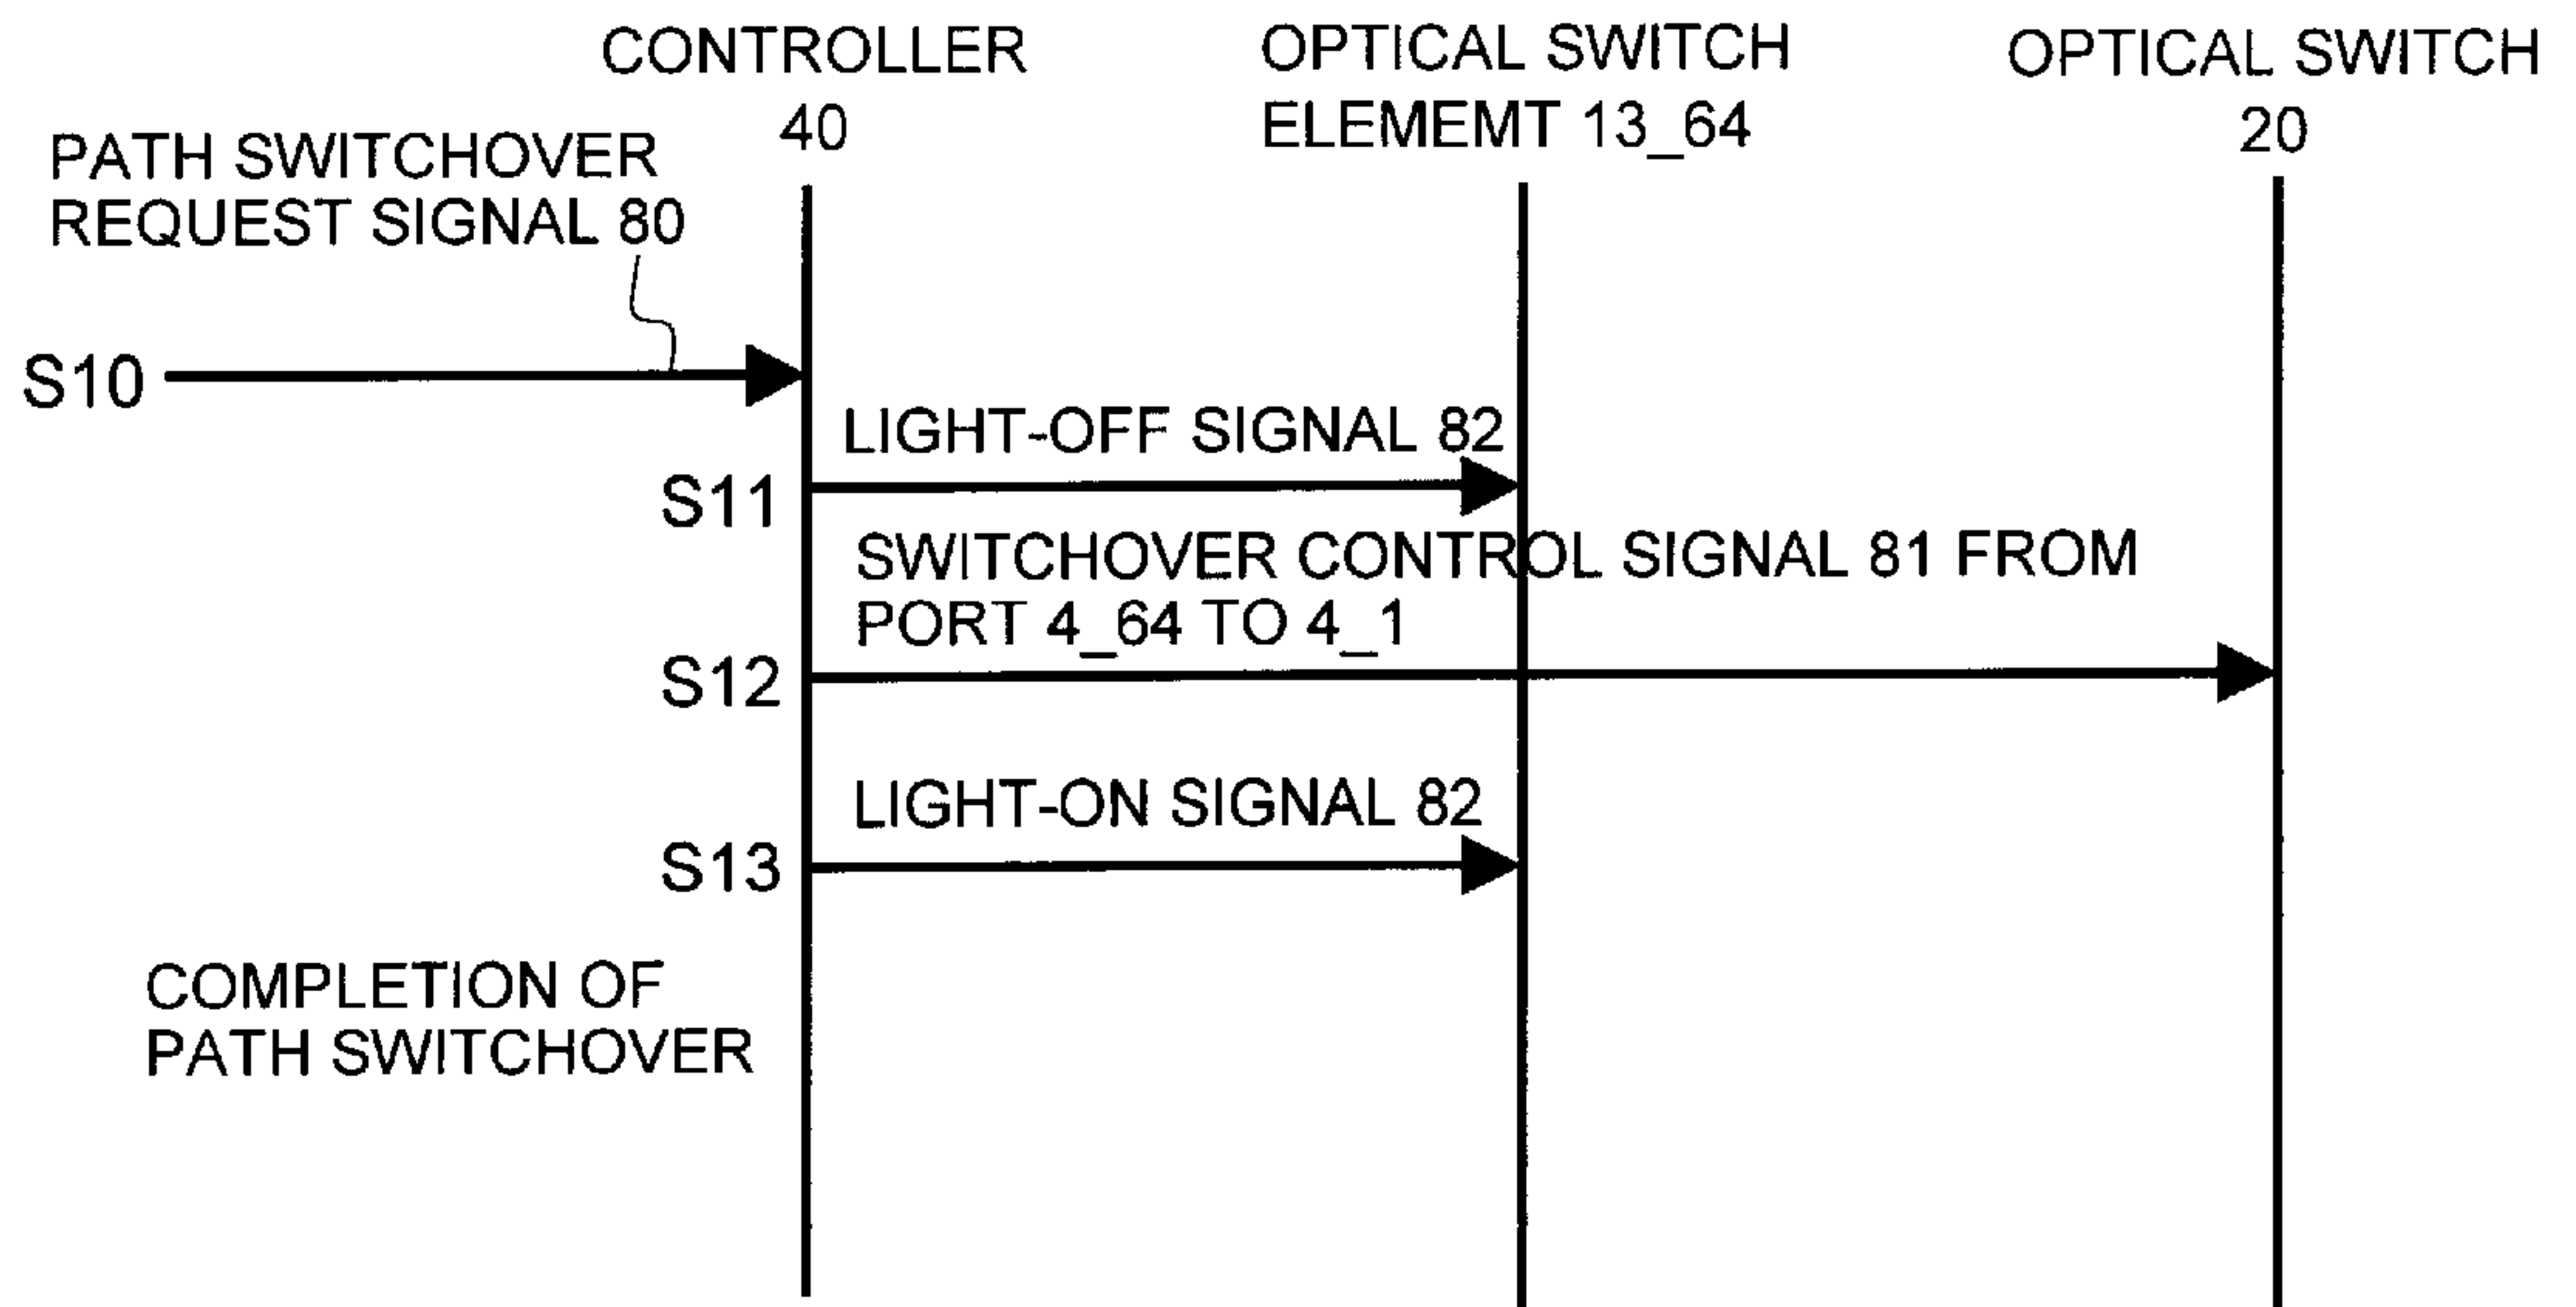 CONTROLLER
40
OPTICAL SWITCH
ELEMEMT 13_64
OPTICAL SWITCH
20
PATH SWITCHOVER
REQUEST SIGNAL 80
S10
LIGHT-OFF SIGNAL 82
S11
SWITCHOVER CONTROL SIGNAL 81 FROM
PORT 4_64 TO 4_1
S12
LIGHT-ON SIGNAL 82
S13
COMPLETION OF
PATH SWITCHOVER